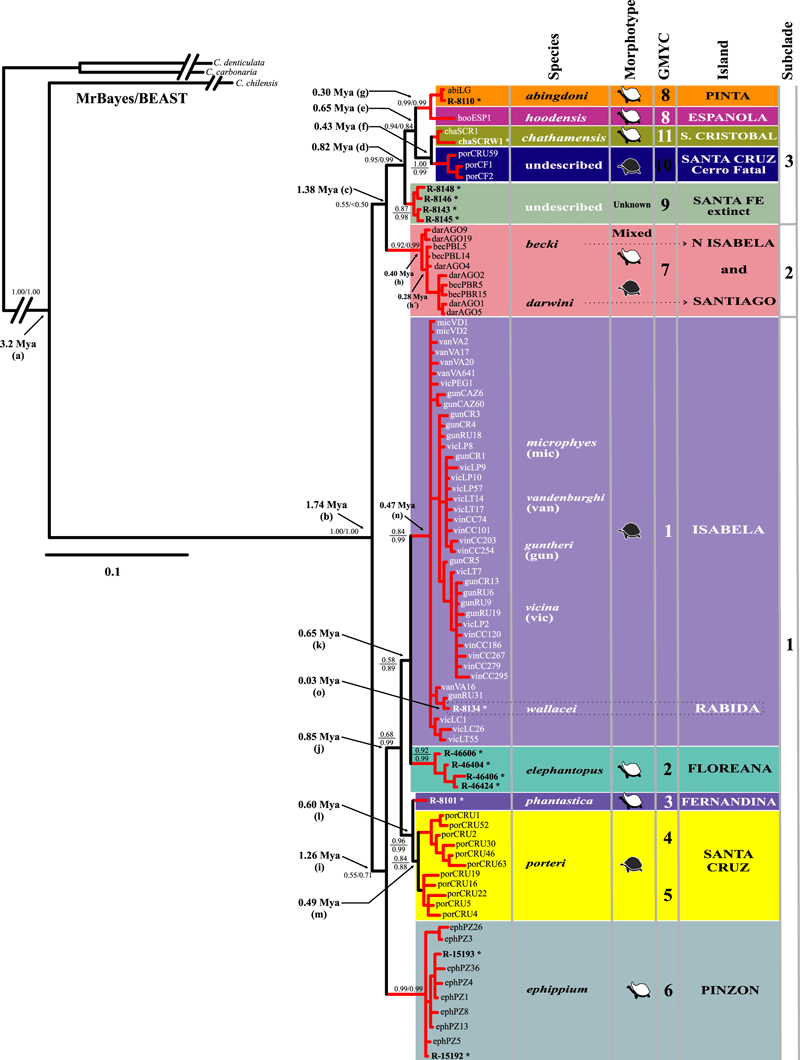 Species
Morphotype
GMYC
Island
Subclade
C. denticulata
C. carbonaria
C. chilensis
MrBayes/BEAST
0.30 Mya (g)
0.65 Mya (e)
0.43 Mya (f)
0.82 Mya (d)
1.38 Mya (c)
0.99/0.99
0.94/0.84
0.95/0.99
0.55/<0.50
1.00
0.99
0.87
0.98
abiLG
R-8110 *
abingdoni
8
PINTA
hooESP1
hoodensis
8
ESPANOLA
chaSCR1
chaSCRW1 *
chathamensis
11
S. CRISTOBAL
porCRU59
porCF1
porCF2
undescribed
10
SANTA CRUZ
Cerro Fatal
3
R-8148 *
R-8146 *
R-8143 *
R-8145 *
undescribed
Unknown
9
SANTA FE
extinct
0.92/0.99
0.40 Mya
(h)
0.28 Mya
(h')
darAGO9
darAGO19
becPBL5
becPBL14
darAGO4
darAGO2
becPBR5
becPBR15
darAGO1
darAGO5
becki
darwini
Mixed
7
N ISABELA
and
SANTIAGO
2
1.00/1.00
3.2 Mya
(a)
1.74 Mya
(b)
1.00/1.00
0.1
0.47 Mya
(n)
0.84
0.99
micVD1
micVD2
vanVA2
vanVA17
vanVA20
vanVA641
vicPEG1
gunCAZ6
gunCAZ60
gunCR3
gunCR4
gunRU18
vicLP8
gunCR1
vicLP9
vicLP10
vicLP57
vicLT14
vicLT17
vinCC74
vinCC101
vinCC203
vinCC254
gunCR5
vicLT7
gunCR13
gunRU6
gunRU9
gunRU19
vicLP2
vinCC120
vinCC186
vinCC267
vinCC279
vinCC295
vanVA16
gunRU31
R-8134 *
vicLC1
vicLC26
vicLT55
microphyes
(mic)
vandenburghi
(van)
guntheri
(gun)
vicina
(vic)
1
ISABELA
wallacei
RABIDA
1
0.65 Mya
(k)
0.58
0.89
0.03 Mya
(o)
0.85 Mya
(j)
0.68
0.99
0.92
0.99
R-46606 *
R-46404 *
R-46406 *
R-46424 *
elephantopus
2
FLOREANA
0.60 Mya
(l)
R-8101 *
phantastica
3
FERNANDINA
0.96
0.99
0.84
0.88
1.26 Mya
(i)
0.55/0.71
0.49 Mya
(m)
porCRU1
porCRU52
porCRU2
porCRU30
porCRU46
porCRU63
porCRU19
porCRU16
porCRU22
porCRU5
porCRU4
porteri
4
5
SANTA
CRUZ
0.99/0.99
ephPZ26
ephPZ3
R-15193 *
ephPZ36
ephPZ4
ephPZ1
ephPZ8
ephPZ13
ephPZ5
R-15192 *
ephippium
6
PINZON